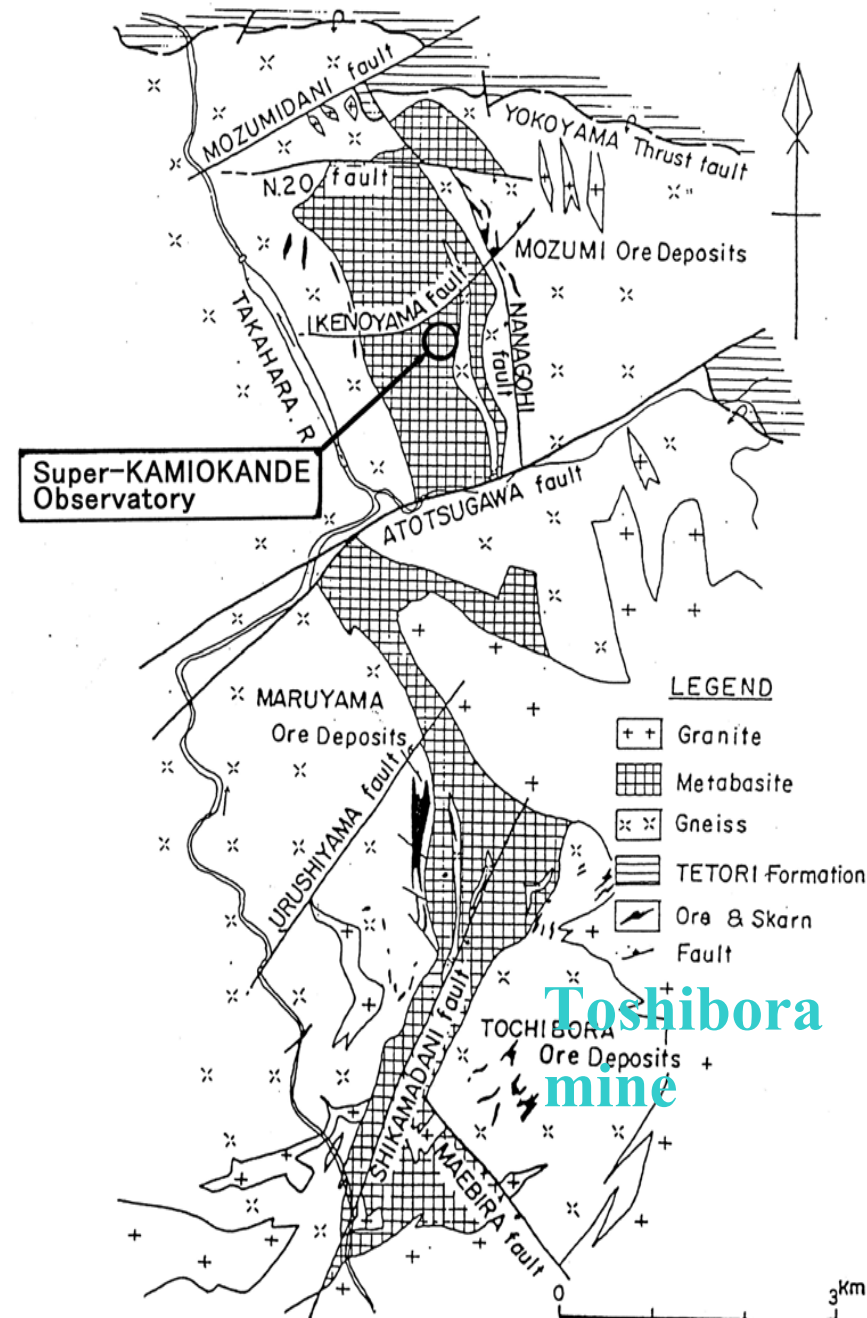 MOZUMIDANI fault
YOKOYAMA Thrust fault
N.20 fault
MOZUMI Ore Deposits
IKENOYAMA fault
TAKAHARA. R
NANAGOHI fault
Super-KAMIOKANDE
Observatory
ATOTSUGAWA fault
MARUYAMA
Ore Deposits
URUSHIYAMA fault
LEGEND
Granite
Metabasite
Gneiss
TETORI Formation
Ore & Skarn
Fault
Toshibora
mine
TOCHIBORA
Ore Deposits
SHIKAMADANI fault
MAEBIRA fault
0 3Km